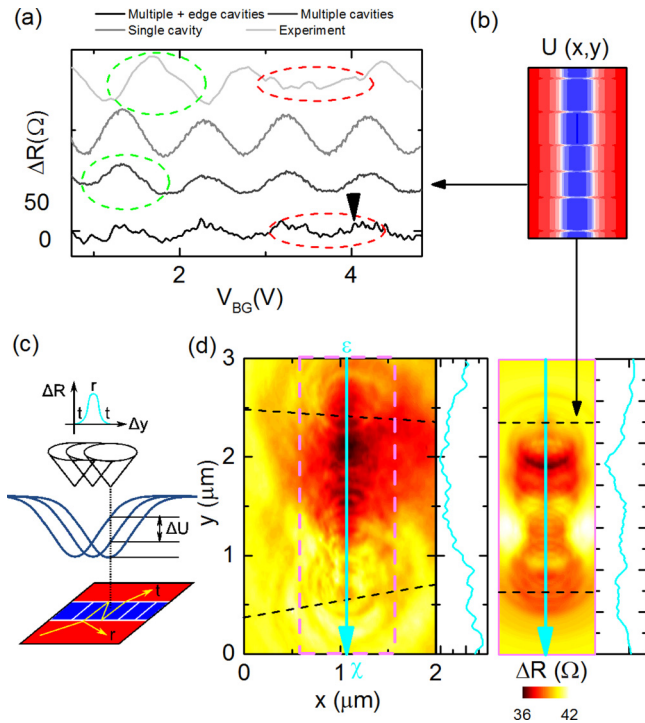 (a)
Multiple + edge cavities Multiple cavities
Single cavity Experiment
ΔR(Ω)
50
0
2 4
V_BG(V)
(b)
U (x,y)
(c)
ΔR
r
t t
Δy
ΔU
t
r
(d)
ε
3
2
1
0
y (μm)
0 1 2
χ
x (μm)
ΔR (Ω)
36 42